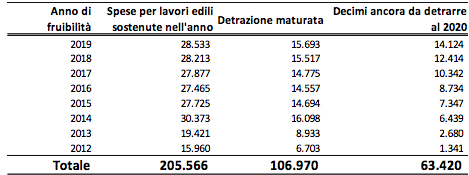 Anno di fruibilità Spese per lavori edili sostenute nell'anno Detrazione maturata Decimi ancora da detrarre al 2020
2019 28.533 15.693 14.124
2018 28.213 15.517 12.414
2017 27.877 14.775 10.342
2016 27.465 14.557 8.734
2015 27.725 14.694 7.347
2014 30.373 16.098 6.439
2013 19.421 8.933 2.680
2012 15.960 6.703 1.341
Totale 205.566 106.970 63.420